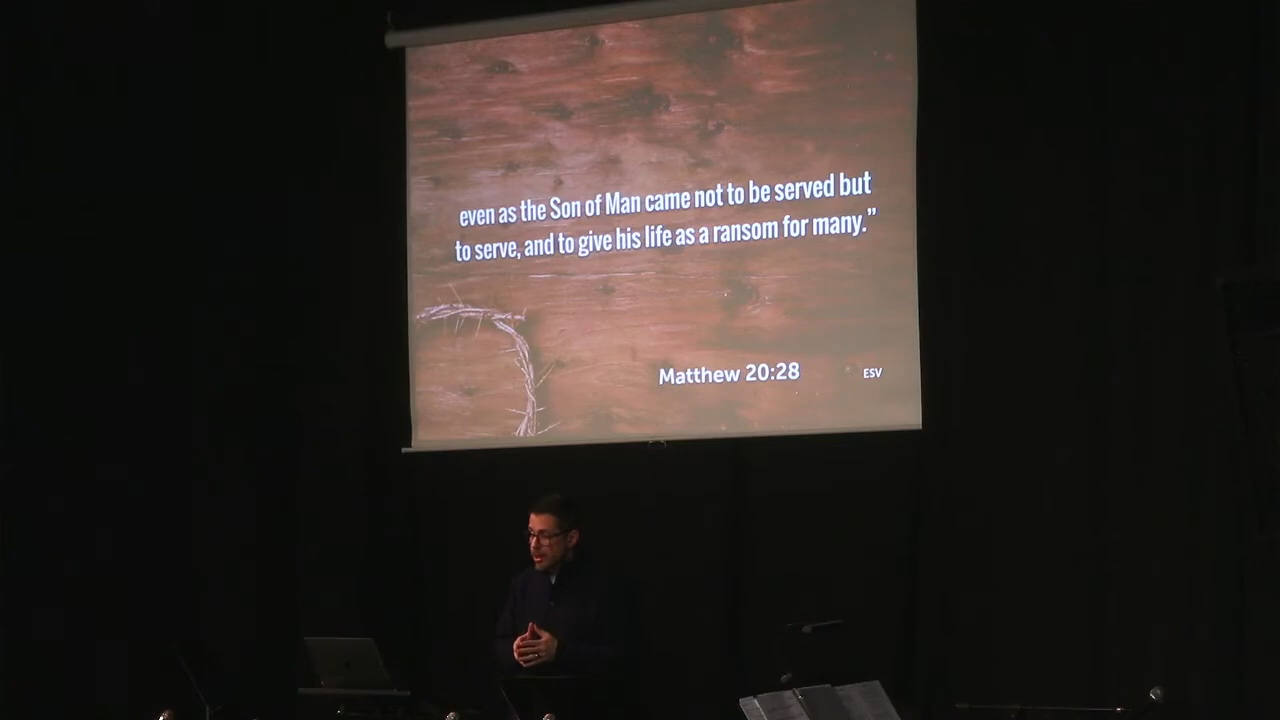 even as the Son of Man came not to be served but
to serve, and to give his life as a ransom for many.”
Matthew 20:28
ESV